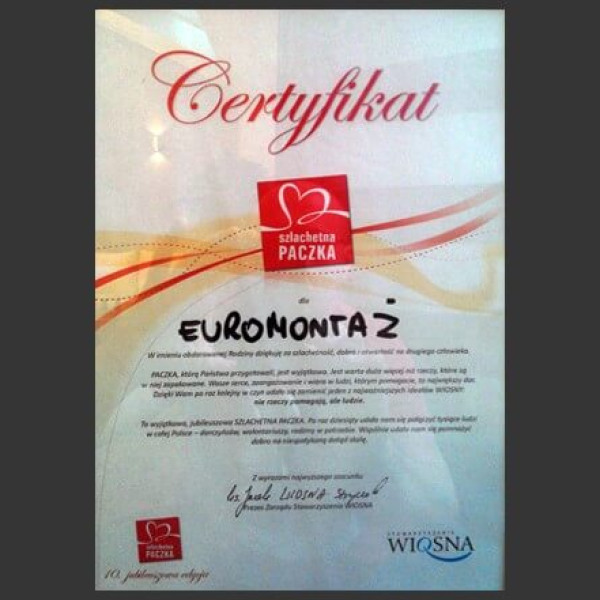 Certyfikat
szlachetna
PACZKA
dla
EUROMONTAŻ
W imieniu obdarowanej Rodziny dziękuję za szlachetność, dobro i otwartość na drugiego człowieka.
PACZKA, którą Państwo przygotowali, jest wyjątkowa. Jest warta dużo więcej niż rzeczy, które są
w niej zapakowane. Wasze serce, zaangażowanie i wiara w ludzi, którym pomagacie, to największy dar.
Dzięki Wam po raz kolejny w czyn udało się zamienić jeden z najważniejszych ideałów WIOSNY:
nie rzeczy pomagają, ale ludzie.
To wyjątkowa, jubileuszowa SZLACHETNA PACZKA. Po raz dziesiąty udało nam się połączyć tysiące ludzi
w całej Polsce – darczyńców, wolontariuszy, rodziny w potrzebie. Wspólnie udało nam się pomnożyć
dobro na niespotykaną dotąd skalę.
Z wyrazami najwyższego szacunku
ks. Jacek WIOSNA Stryczek
Prezes Zarządu Stowarzyszenia WIOSNA
szlachetna
PACZKA
10. jubileuszowa edycja
STOWARZYSZENIE
WIOSNA